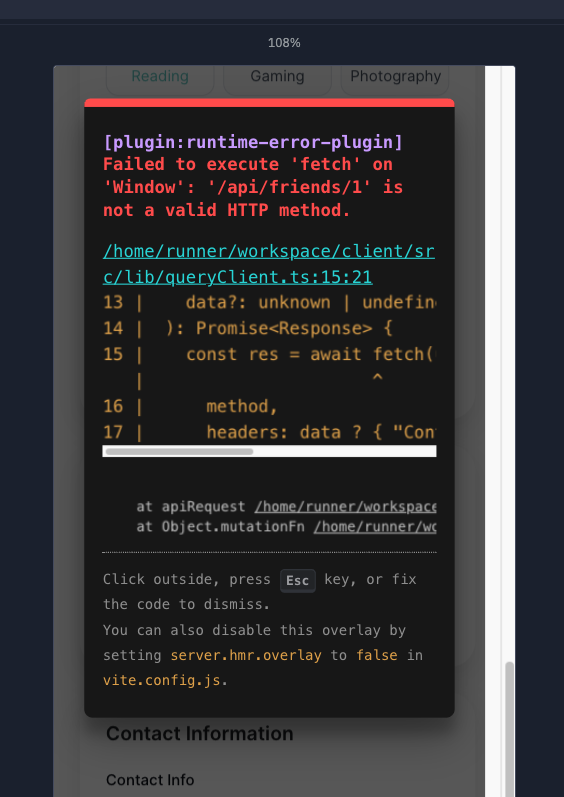 108%
Reading Gaming Photography
[plugin:runtime-error-plugin]
Failed to execute 'fetch' on
'Window': '/api/friends/1' is
not a valid HTTP method.
/home/runner/workspace/client/sr
c/lib/queryClient.ts:15:21
13 | data?: unknown | undefine
14 | ): Promise<Response> {
15 | const res = await fetch(
| ^
16 | method,
17 | headers: data ? { "Con
at apiRequest /home/runner/workspace
at Object.mutationFn /home/runner/wo
Click outside, press Esc key, or fix
the code to dismiss.
You can also disable this overlay by
setting server.hmr.overlay to false in
vite.config.js.
Contact Information
Contact Info